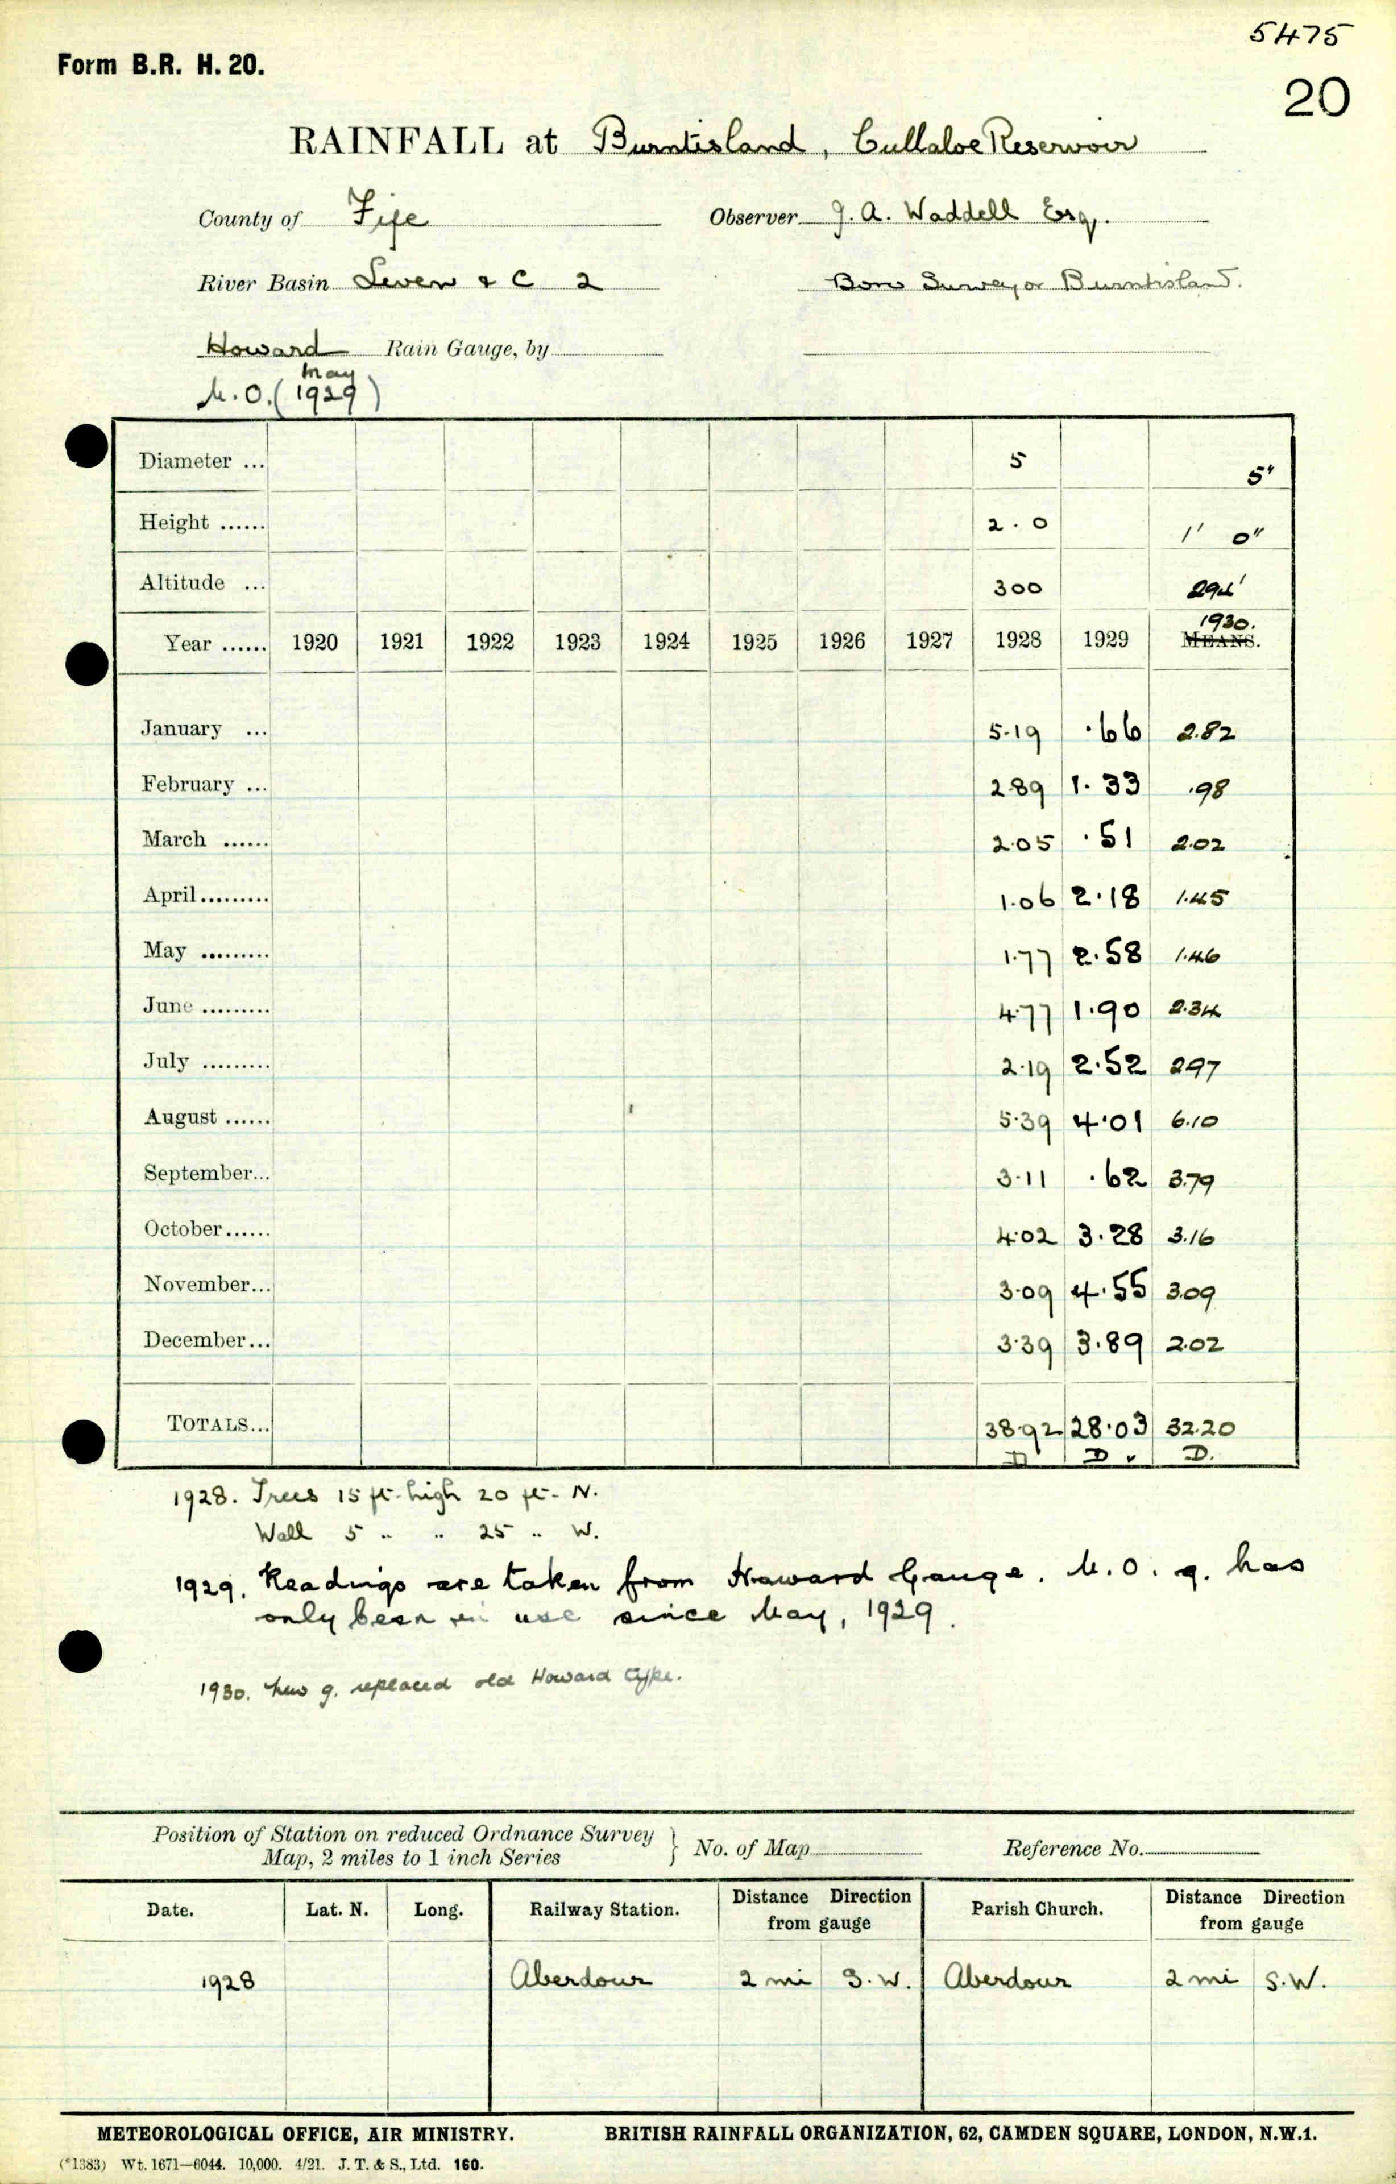 5475
Form B.R. H. 20.
20
RAINFALL at Burntisland, Cullaloe Reservoir
County of Fife Observer J. A. Waddell Esq.
River Basin Leven & C 2 Boro Surveyor Burntisland.
Howard Rain Gauge, by
May
M.O. (1929)
Diameter ... 5 5"
Height ...... 2.0 1' 0"
Altitude ... 300 294'
1930.
Year ...... 1920 1921 1922 1923 1924 1925 1926 1927 1928 1929 MEANS.
January ... 5.19 .66 2.82
February ... 2.89 1.33 .98
March ...... 2.05 .51 2.02
April ......... 1.06 2.18 1.45
May ......... 1.77 2.58 1.46
June ......... 4.77 1.90 2.34
July ......... 2.19 2.52 2.97
August ...... 5.39 4.01 6.10
September... 3.11 .62 3.79
October...... 4.02 3.28 3.16
November... 3.09 4.55 3.09
December... 3.39 3.89 2.02
TOTALS... 38.92 28.03 32.20
D D. D.
1928. Trees 15 ft. high 20 ft. N.
Wall 5 " " 25 " W.
1929. Readings are taken from Howard Gauge. M.O. g. has
only been in use since May, 1929.
1930. New g. replaced old Howard type.
Position of Station on reduced Ordnance Survey
Map, 2 miles to 1 inch Series } No. of Map Reference No.
Date. Lat. N. Long. Railway Station. Distance Direction from gauge Parish Church. Distance Direction from gauge
1928 Aberdour 2 mi S.W. Aberdour 2 mi S.W.
METEOROLOGICAL OFFICE, AIR MINISTRY. BRITISH RAINFALL ORGANIZATION, 62, CAMDEN SQUARE, LONDON, N.W.1.
(*1383) Wt. 1671—6044. 10,000. 4/21. J. T. & S., Ltd. 160.